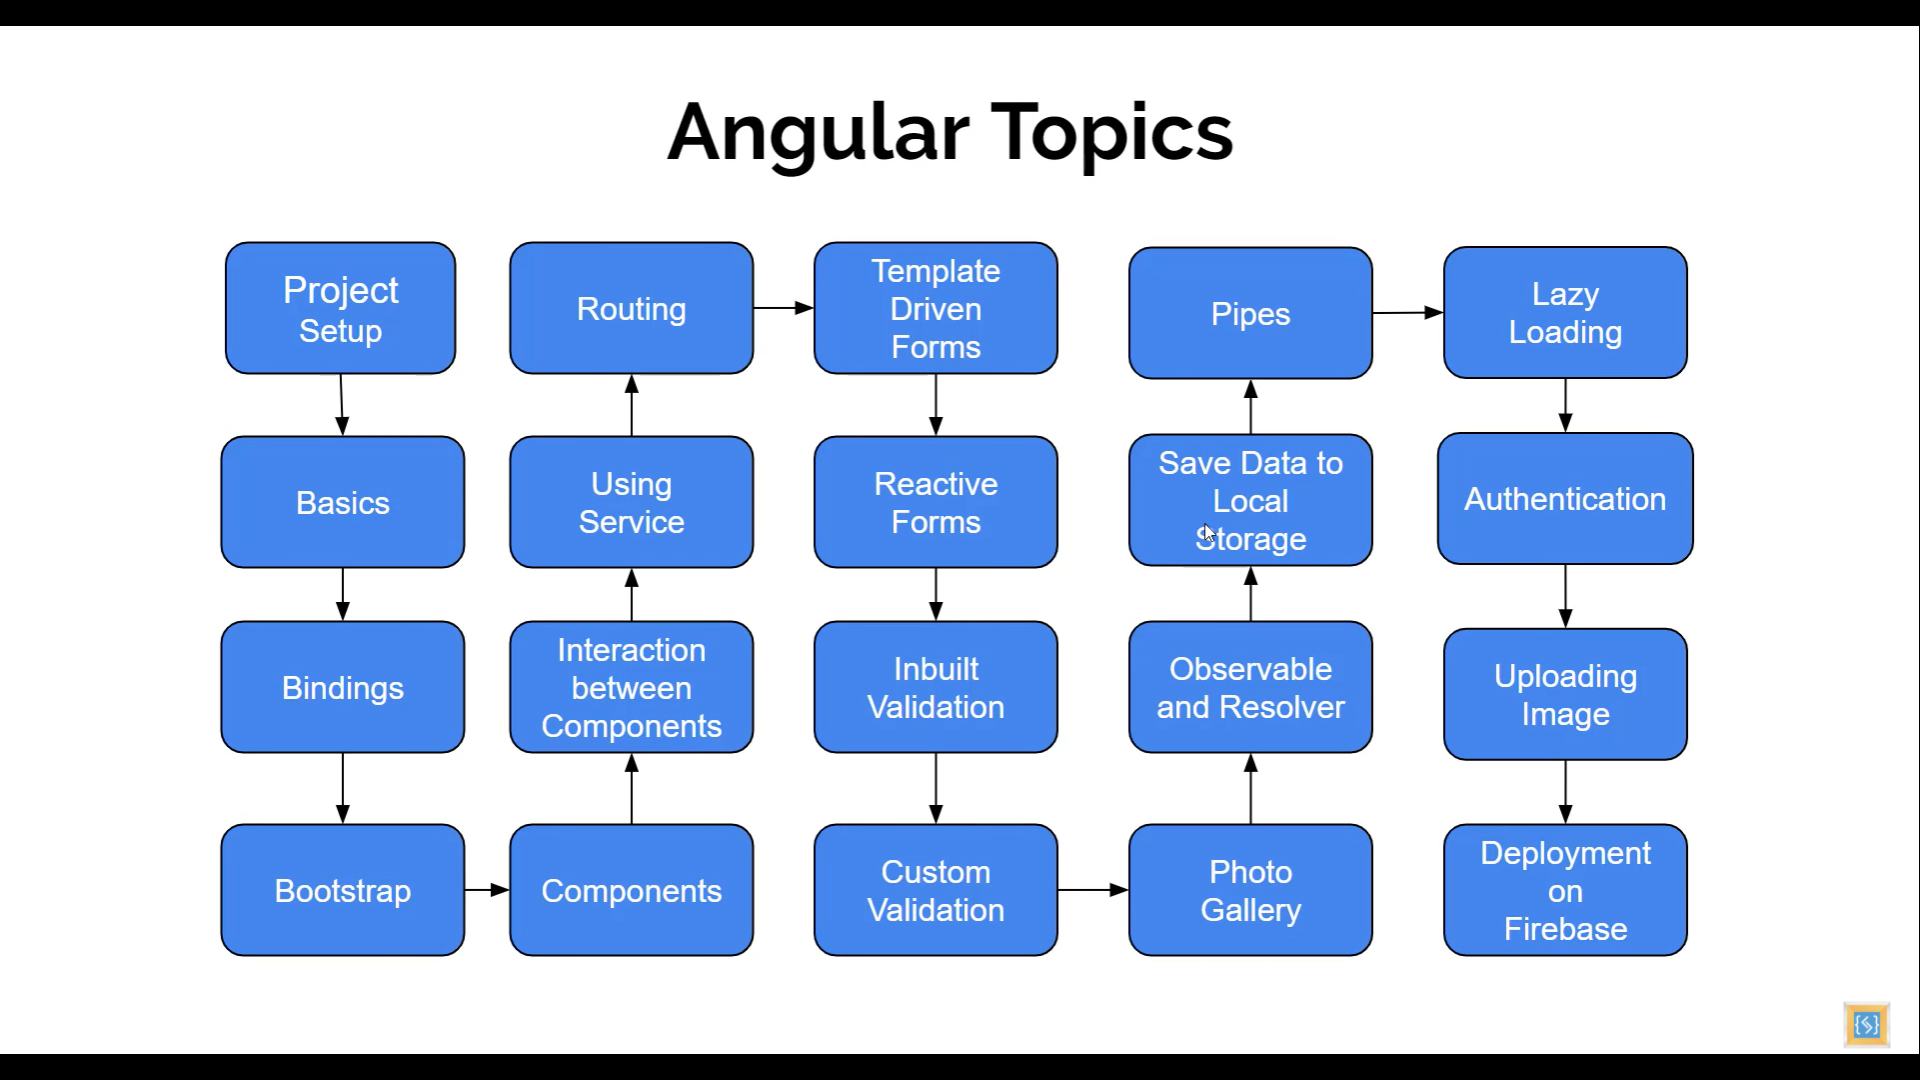 Angular Topics
Project
Setup
Basics
Bindings
Bootstrap
Components
Interaction
between
Components
Using
Service
Routing
Template
Driven
Forms
Reactive
Forms
Inbuilt
Validation
Custom
Validation
Photo
Gallery
Observable
and Resolver
Save Data to
Local
Storage
Pipes
Lazy
Loading
Authentication
Uploading
Image
Deployment
on
Firebase